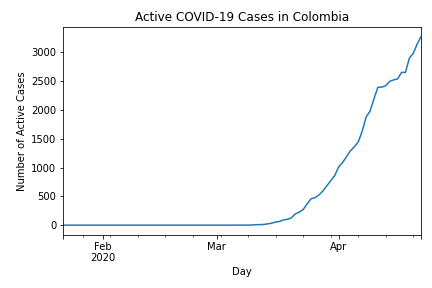 Active COVID-19 Cases in Colombia
Number of Active Cases
3000
2500
2000
1500
1000
500
0
Feb
2020
Mar
Apr
Day